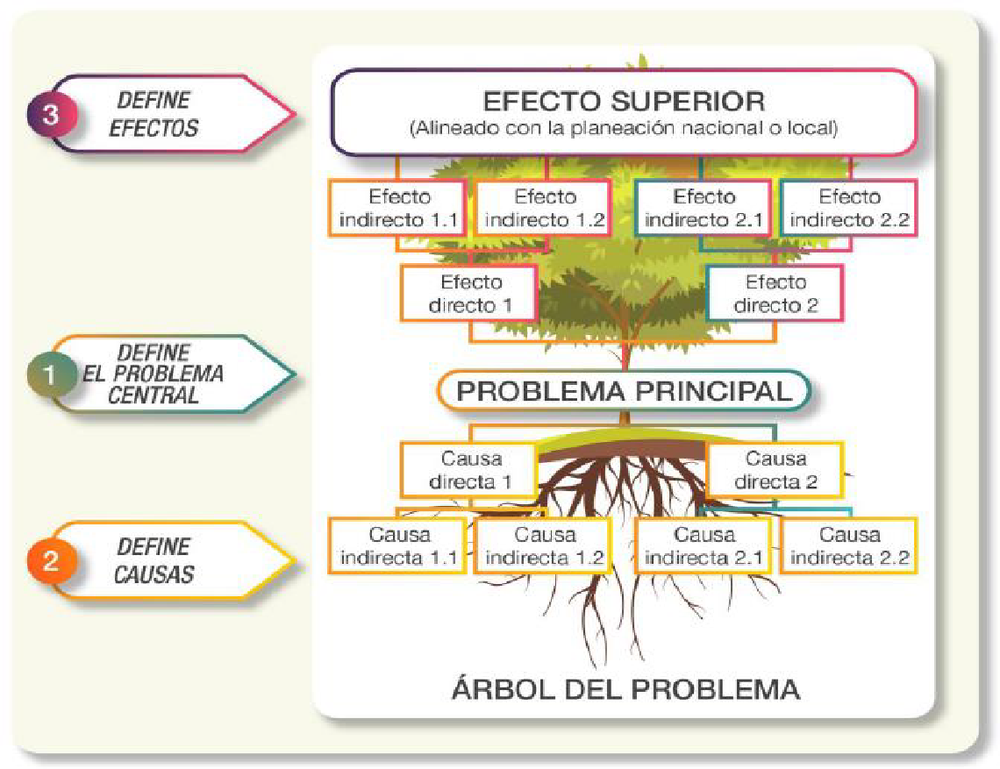 3
DEFINE
EFECTOS
EFECTO SUPERIOR
(Alineado con la planeación nacional o local)
Efecto
indirecto 1.1
Efecto
indirecto 1.2
Efecto
indirecto 2.1
Efecto
indirecto 2.2
Efecto
directo 1
Efecto
directo 2
1
DEFINE
EL PROBLEMA
CENTRAL
PROBLEMA PRINCIPAL
Causa
directa 1
Causa
directa 2
2
DEFINE
CAUSAS
Causa
indirecta 1.1
Causa
indirecta 1.2
Causa
indirecta 2.1
Causa
indirecta 2.2
ÁRBOL DEL PROBLEMA